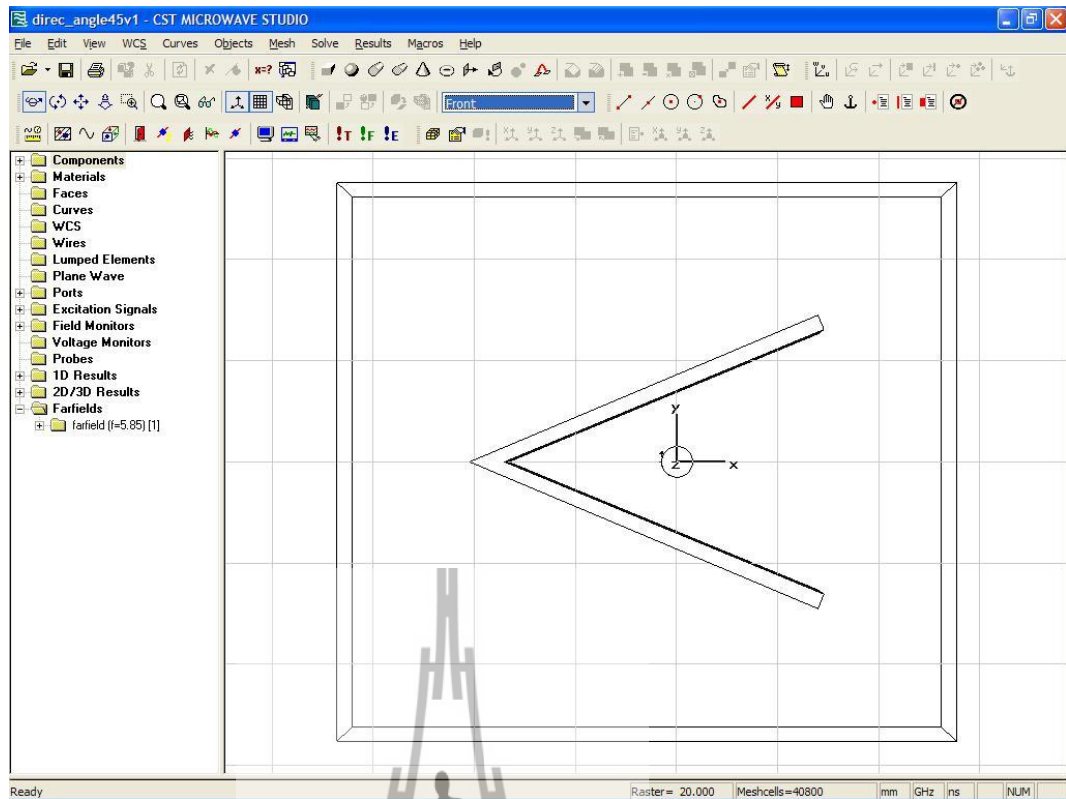 direc_angle45v1 - CST MICROWAVE STUDIO
File Edit View WCS Curves Objects Mesh Solve Results Macros Help
Front
!T !F !E
Components
Materials
Faces
Curves
WCS
Wires
Lumped Elements
Plane Wave
Ports
Excitation Signals
Field Monitors
Voltage Monitors
Probes
1D Results
2D/3D Results
Farfields
farfield (f=5.85) [1]
y
z x
Ready Raster= 20.000 Meshcells=40800 mm GHz ns NUM